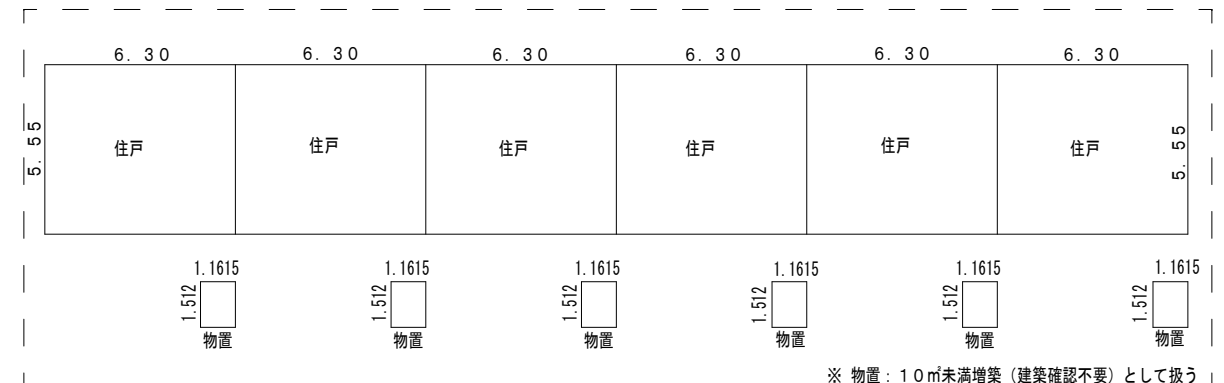 6.30 6.30 6.30 6.30 6.30 6.30
5.55 住戸 住戸 住戸 住戸 住戸 住戸 5.55
1.1615 1.1615 1.1615 1.1615 1.1615 1.1615
1.512 1.512 1.512 1.512 1.512 1.512
物置 物置 物置 物置 物置 物置
※ 物置：１０㎡未満増築（建築確認不要）として扱う